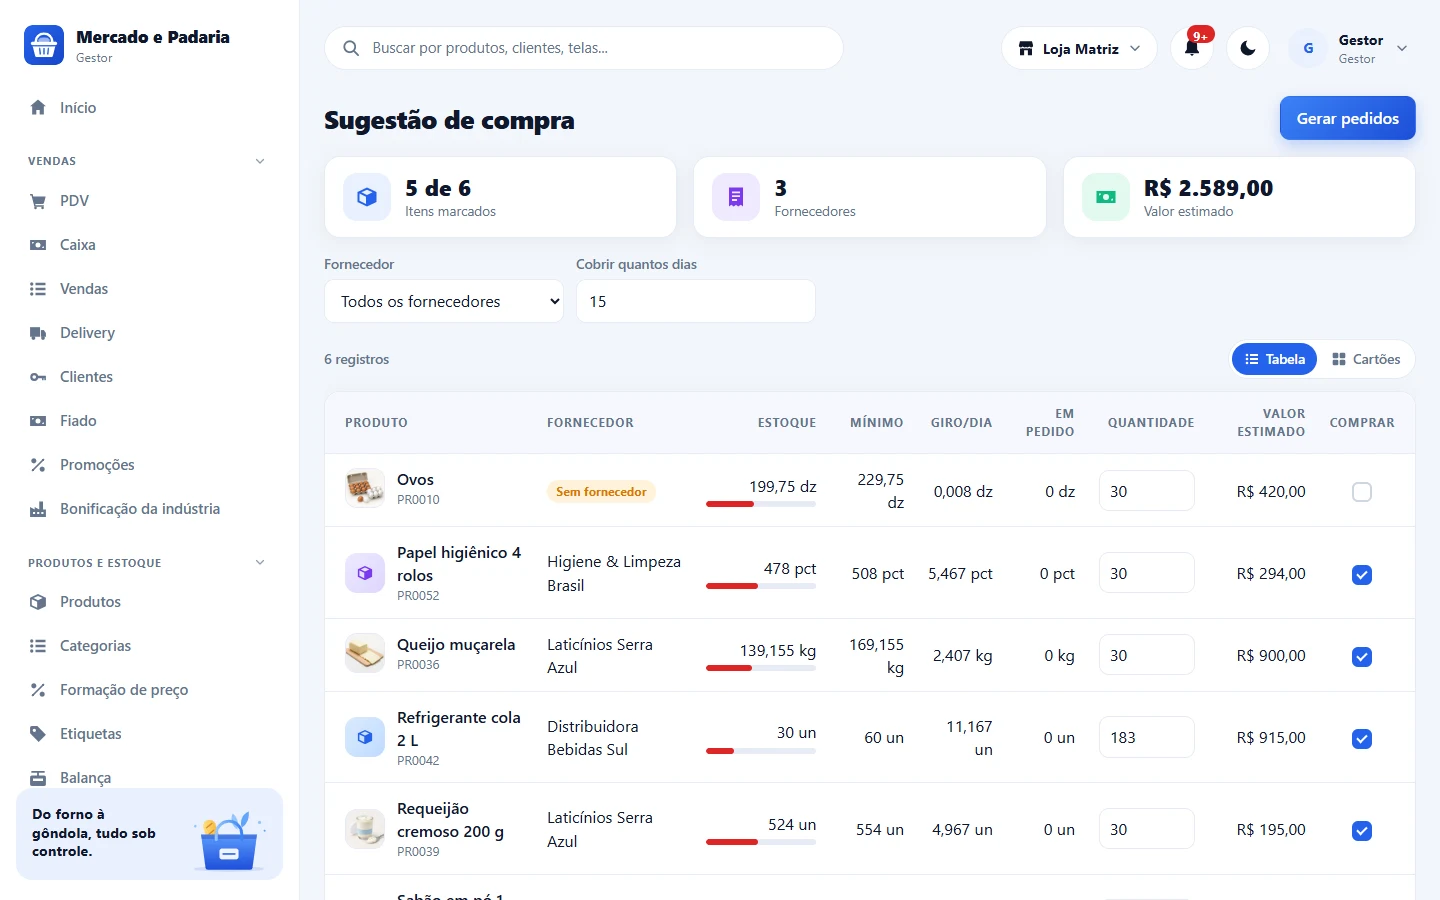 Mercado e Padaria
Gestor
Início
VENDAS
PDV
Caixa
Vendas
Delivery
Clientes
Fiado
Promoções
Bonificação da indústria
PRODUTOS E ESTOQUE
Produtos
Categorias
Formação de preço
Etiquetas
Balança
Do forno à
gôndola, tudo sob
controle.
Buscar por produtos, clientes, telas...
Loja Matriz
9+
G
Gestor
Gestor
Sugestão de compra
Gerar pedidos
5 de 6
Itens marcados
3
Fornecedores
R$ 2.589,00
Valor estimado
Fornecedor
Cobrir quantos dias
Todos os fornecedores
15
6 registros
Tabela
Cartões
PRODUTO FORNECEDOR ESTOQUE MÍNIMO GIRO/DIA EM PEDIDO QUANTIDADE VALOR ESTIMADO COMPRAR
Ovos
PR0010
Sem fornecedor
199,75 dz
229,75
dz
0,008 dz
0 dz
30
R$ 420,00
Papel higiênico 4
rolos
PR0052
Higiene & Limpeza
Brasil
478 pct
508 pct
5,467 pct
0 pct
30
R$ 294,00
Queijo muçarela
PR0036
Laticínios Serra
Azul
139,155 kg
169,155
kg
2,407 kg
0 kg
30
R$ 900,00
Refrigerante cola
2 L
PR0042
Distribuidora
Bebidas Sul
30 un
60 un
11,167
un
0 un
183
R$ 915,00
Requeijão
cremoso 200 g
PR0039
Laticínios Serra
Azul
524 un
554 un
4,967 un
0 un
30
R$ 195,00
Sabão em pó 1